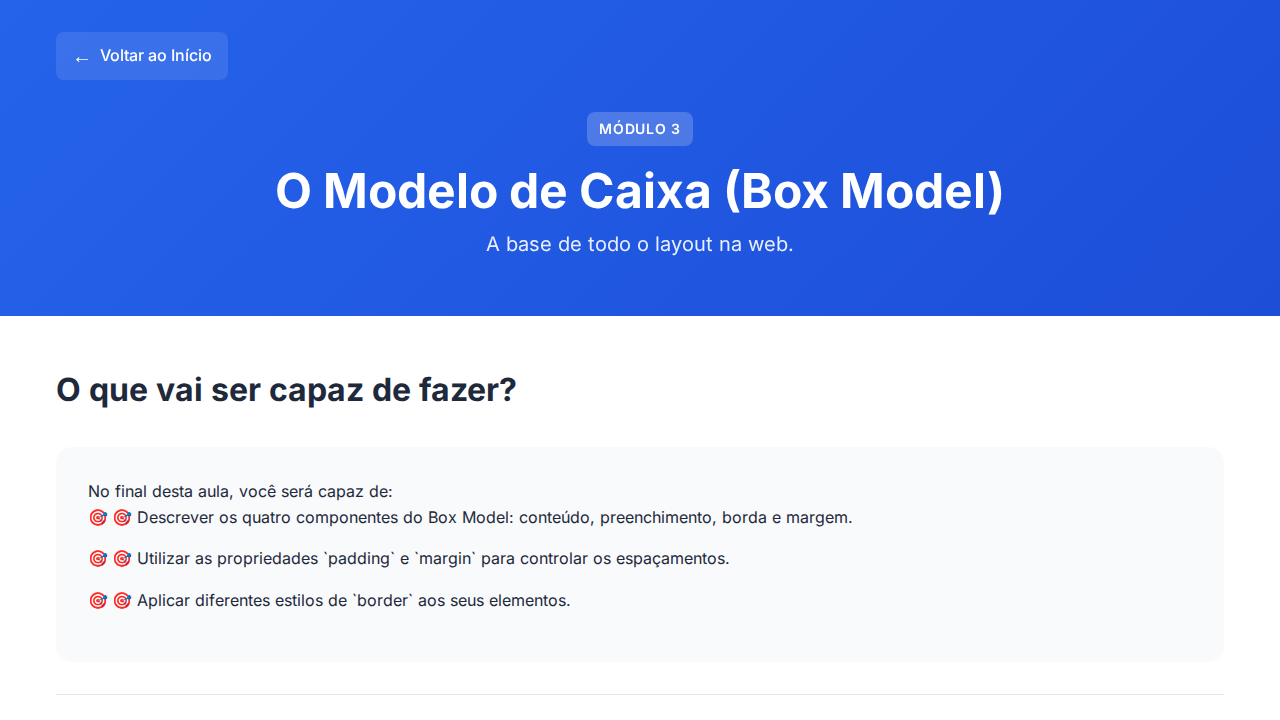 ← Voltar ao Início
MÓDULO 3
O Modelo de Caixa (Box Model)
A base de todo o layout na web.
O que vai ser capaz de fazer?
No final desta aula, você será capaz de:
🎯 🎯 Descrever os quatro componentes do Box Model: conteúdo, preenchimento, borda e margem.
🎯 🎯 Utilizar as propriedades `padding` e `margin` para controlar os espaçamentos.
🎯 🎯 Aplicar diferentes estilos de `border` aos seus elementos.